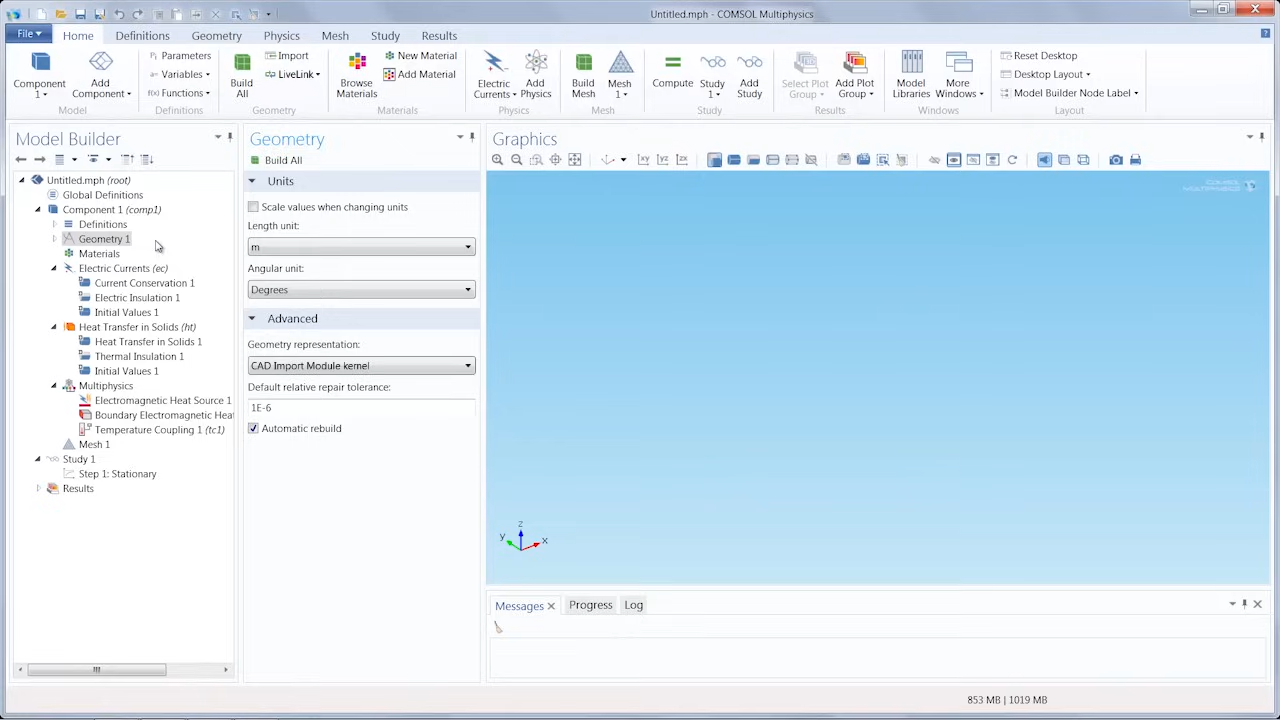 Untitled.mph - COMSOL Multiphysics
File Home Definitions Geometry Physics Mesh Study Results
Component 1
Add Component
Model
Parameters
Variables
Functions
Definitions
Build All
Import
LiveLink
Geometry
Browse Materials
New Material
Add Material
Materials
Electric Currents
Add Physics
Physics
Build Mesh
Mesh 1
Mesh
Compute
Study 1
Add Study
Study
Select Plot Group
Add Plot Group
Results
Model Libraries
More Windows
Windows
Reset Desktop
Desktop Layout
Model Builder Node Label
Layout
Model Builder
Untitled.mph (root)
Global Definitions
Component 1 (comp1)
Definitions
Geometry 1
Materials
Electric Currents (ec)
Current Conservation 1
Electric Insulation 1
Initial Values 1
Heat Transfer in Solids (ht)
Heat Transfer in Solids 1
Thermal Insulation 1
Initial Values 1
Multiphysics
Electromagnetic Heat Source 1
Boundary Electromagnetic Heat
Temperature Coupling 1 (tc1)
Mesh 1
Study 1
Step 1: Stationary
Results
Geometry
Build All
Units
Scale values when changing units
Length unit:
m
Angular unit:
Degrees
Advanced
Geometry representation:
CAD Import Module kernel
Default relative repair tolerance:
1E-6
Automatic rebuild
Graphics
xy yz zx
COMSOL
MULTIPHYSICS
z
y x
Messages Progress Log
853 MB | 1019 MB